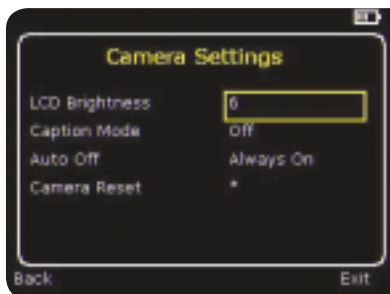 Camera Settings
LCD Brightness 6
Caption Mode Off
Auto Off Always On
Camera Reset *
Back Exit